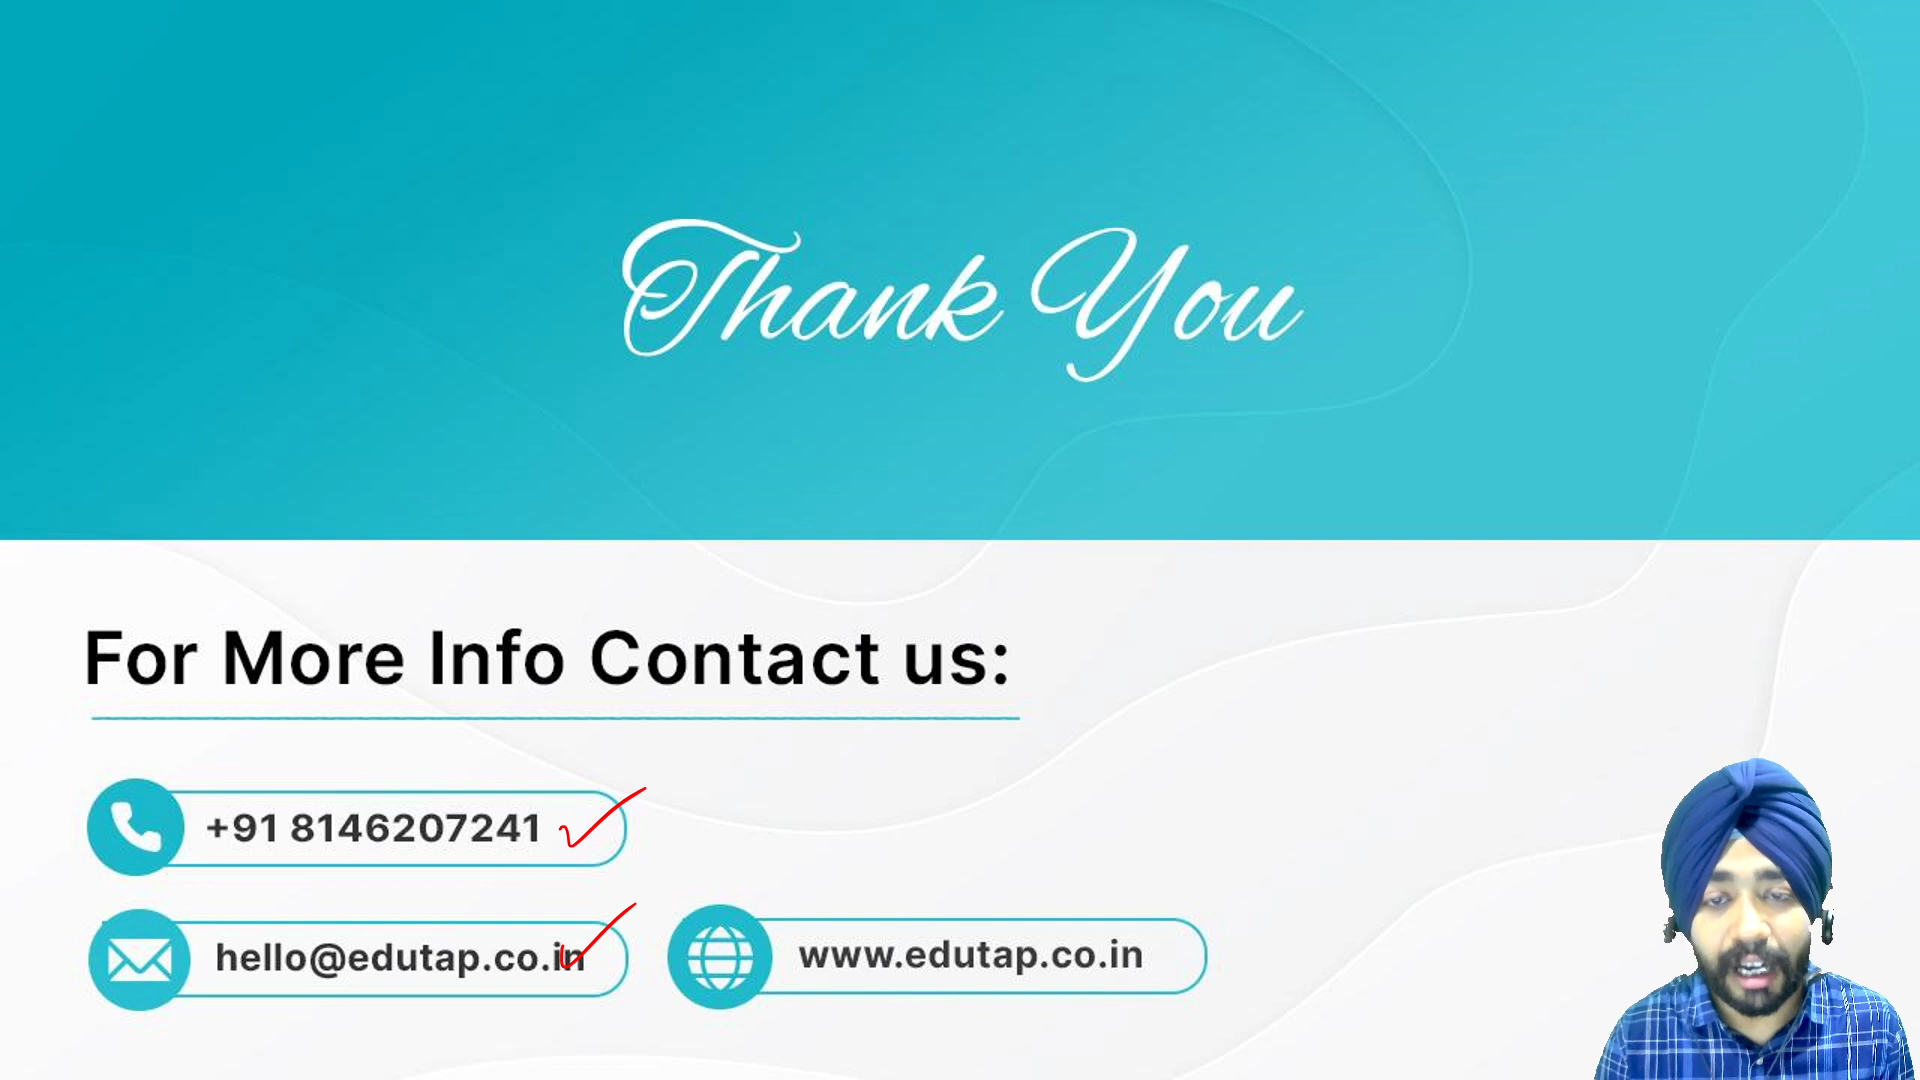 Thank You
For More Info Contact us:
+91 8146207241
hello@edutap.co.in
www.edutap.co.in